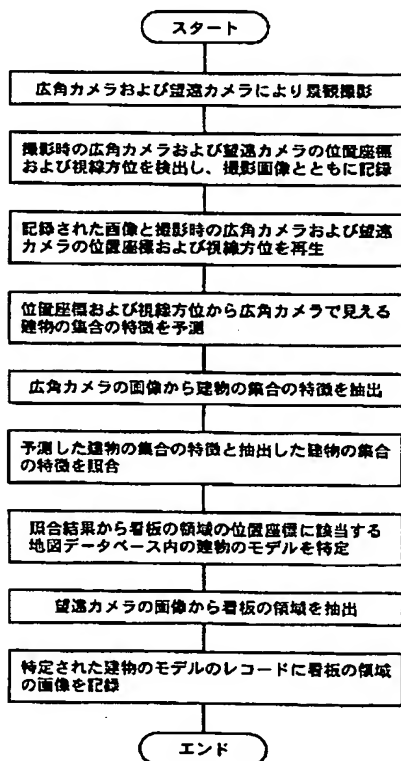 スタート
広角カメラおよび望遠カメラにより景観撮影
撮影時の広角カメラおよび望遠カメラの位置座標
および視線方位を検出し、撮影画像とともに記録
記録された画像と撮影時の広角カメラおよび望遠
カメラの位置座標および視線方位を再生
位置座標および視線方位から広角カメラで見える
建物の集合の特徴を予測
広角カメラの画像から建物の集合の特徴を抽出
予測した建物の集合の特徴と抽出した建物の集合
の特徴を照合
照合結果から看板の領域の位置座標に該当する
地図データベース内の建物のモデルを特定
望遠カメラの画像から看板の領域を抽出
特定された建物のモデルのレコードに看板の領域
の画像を記録
エンド